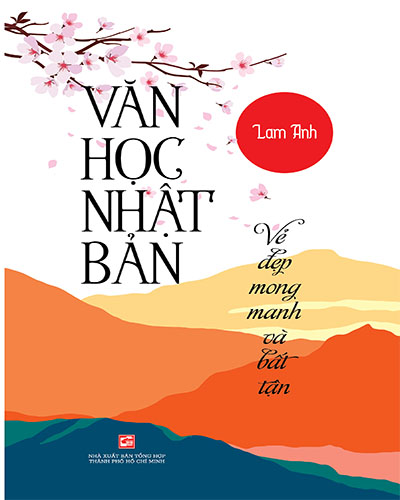 VĂN
HỌC
NHẬT
BẢN
Lam Anh
Vẻ
đẹp
mong
manh
và
bất
tận
NHÀ XUẤT BẢN TỔNG HỢP
THÀNH PHỐ HỒ CHÍ MINH